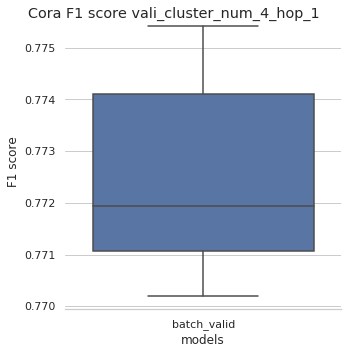 Cora F1 score vali_cluster_num_4_hop_1
0.775
0.774
0.773
0.772
0.771
0.770
F1 score
batch_valid
models